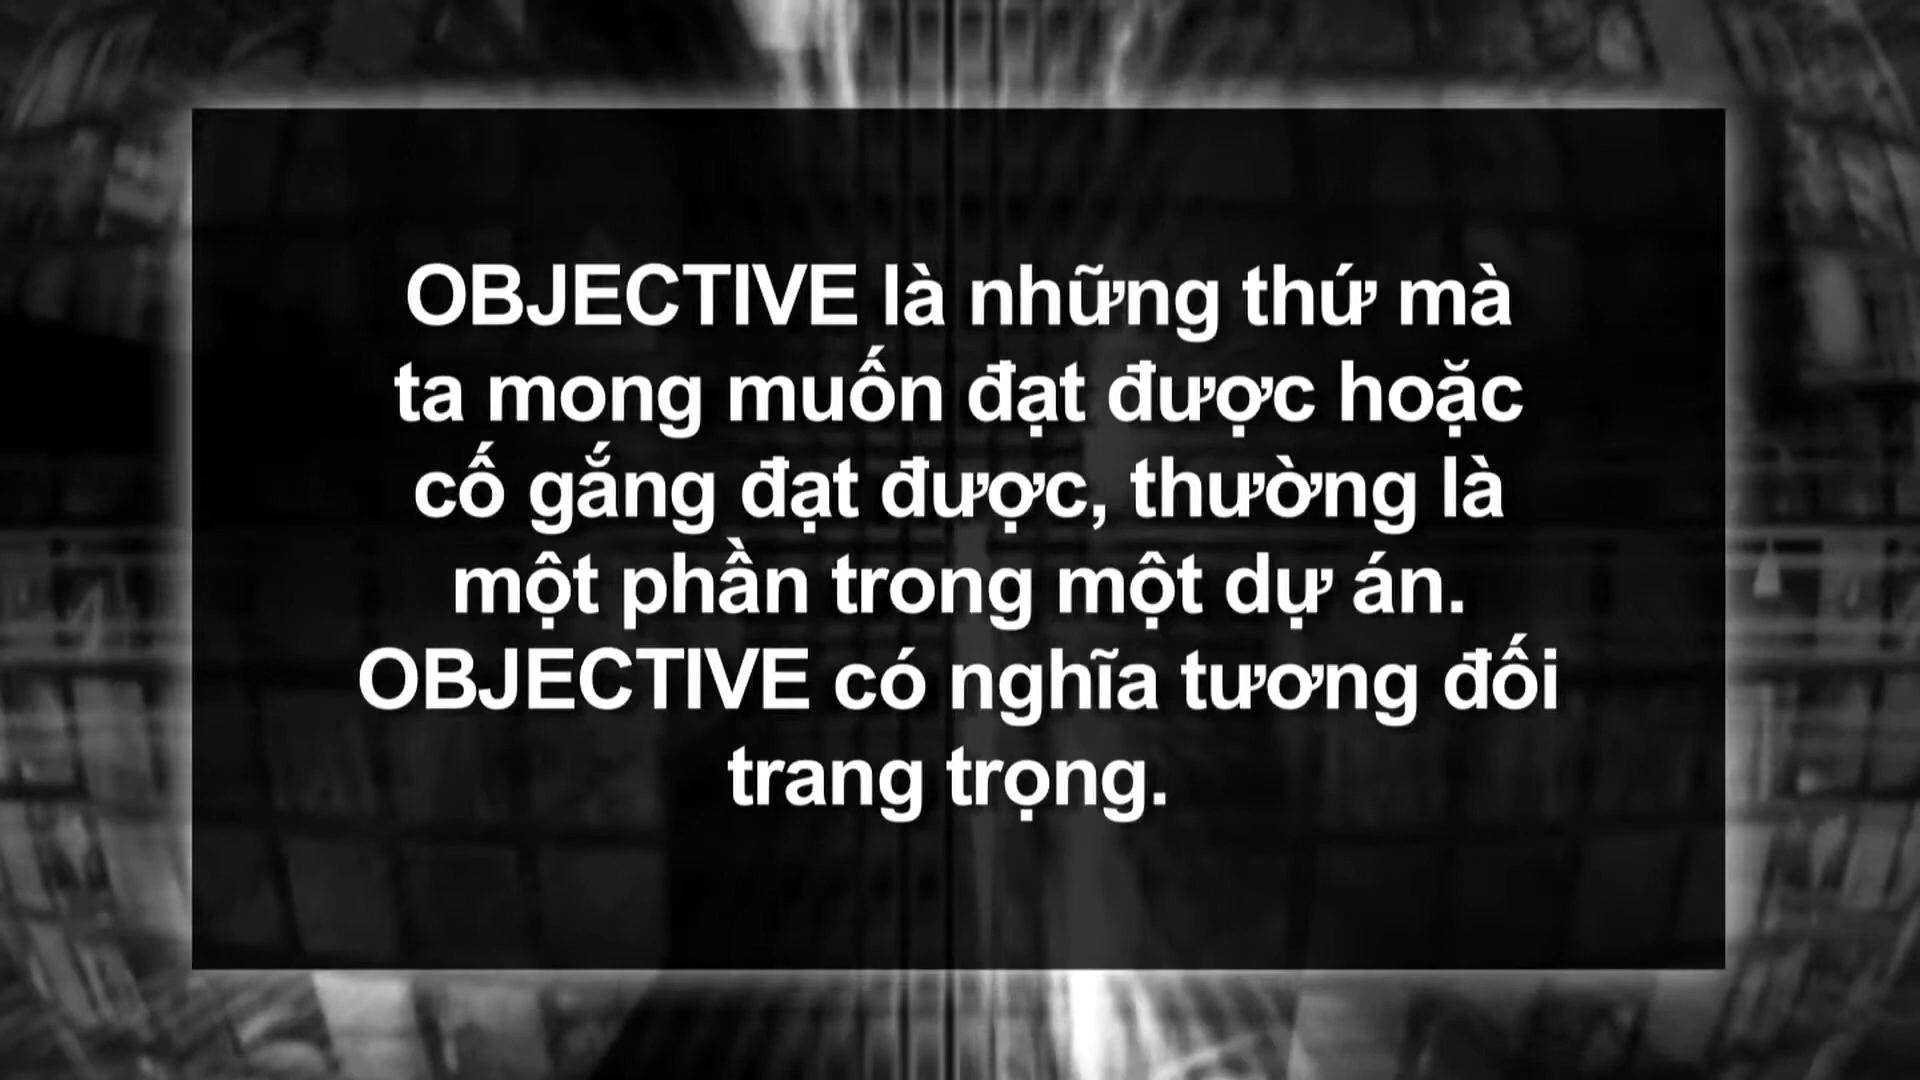 OBJECTIVE là những thứ mà
ta mong muốn đạt được hoặc
cố gắng đạt được, thường là
một phần trong một dự án.
OBJECTIVE có nghĩa tương đối
trang trọng.